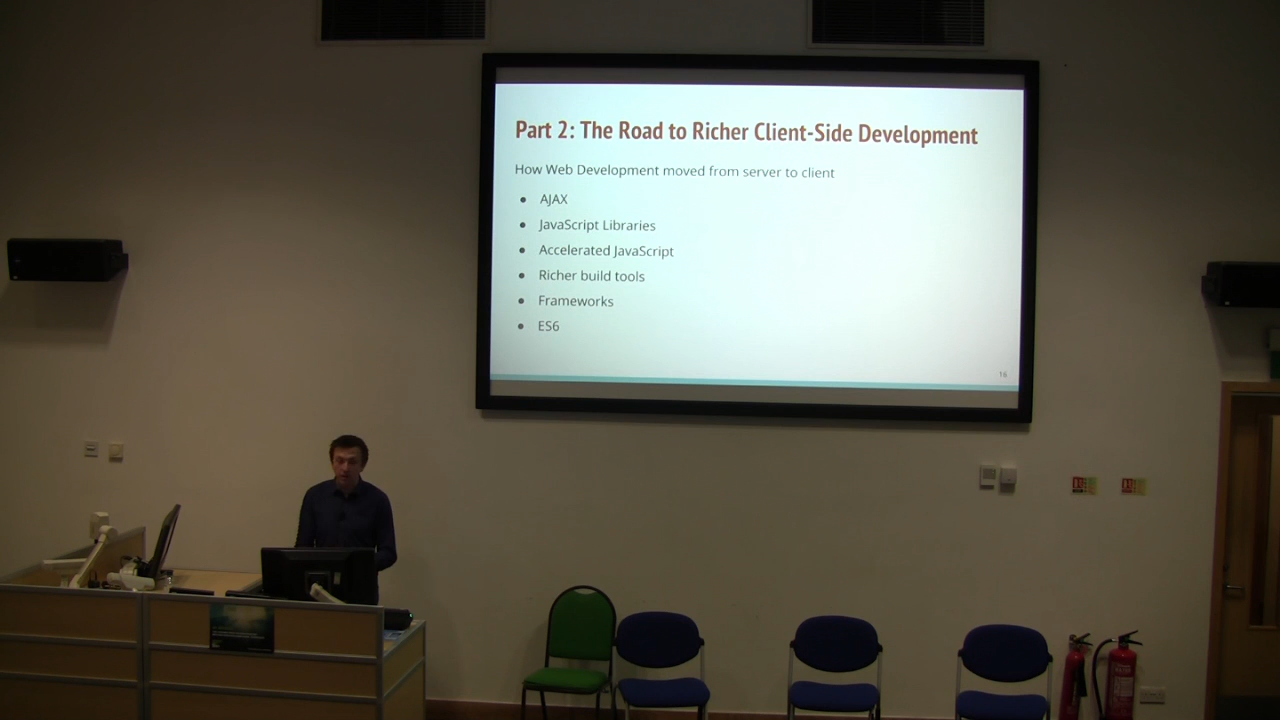 Part 2: The Road to Richer Client-Side Development
How Web Development moved from server to client
● AJAX
● JavaScript Libraries
● Accelerated JavaScript
● Richer build tools
● Frameworks
● ES6
16